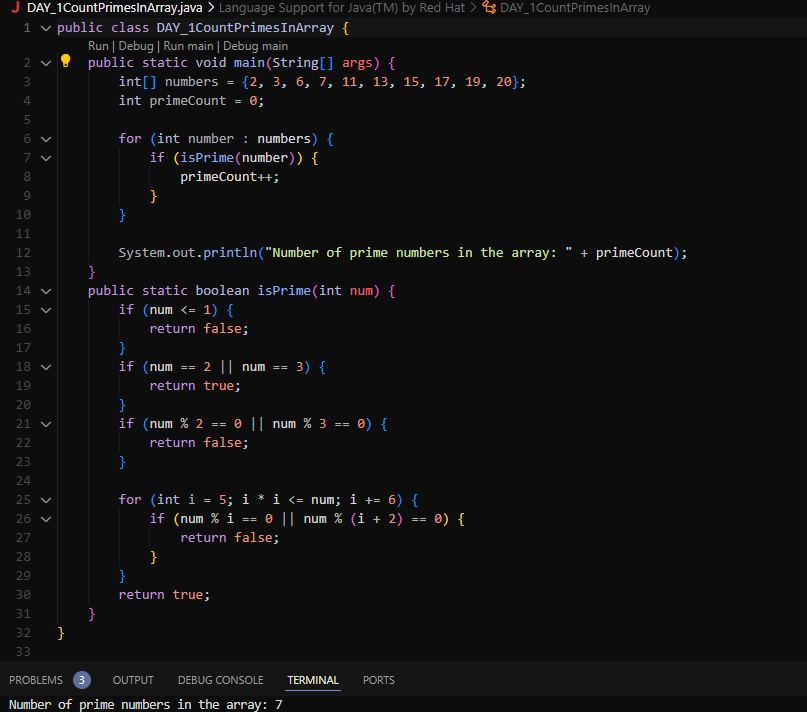 J DAY_1CountPrimesInArray.java > Language Support for Java(TM) by Red Hat > DAY_1CountPrimesInArray
1 public class DAY_1CountPrimesInArray {
Run | Debug | Run main | Debug main
2 public static void main(String[] args) {
3 int[] numbers = {2, 3, 6, 7, 11, 13, 15, 17, 19, 20};
4 int primeCount = 0;
5
6 for (int number : numbers) {
7 if (isPrime(number)) {
8 primeCount++;
9 }
10 }
11
12 System.out.println("Number of prime numbers in the array: " + primeCount);
13 }
14 public static boolean isPrime(int num) {
15 if (num <= 1) {
16 return false;
17 }
18 if (num == 2 || num == 3) {
19 return true;
20 }
21 if (num % 2 == 0 || num % 3 == 0) {
22 return false;
23 }
24
25 for (int i = 5; i * i <= num; i += 6) {
26 if (num % i == 0 || num % (i + 2) == 0) {
27 return false;
28 }
29 }
30 return true;
31 }
32 }
33
PROBLEMS 3 OUTPUT DEBUG CONSOLE TERMINAL PORTS
Number of prime numbers in the array: 7